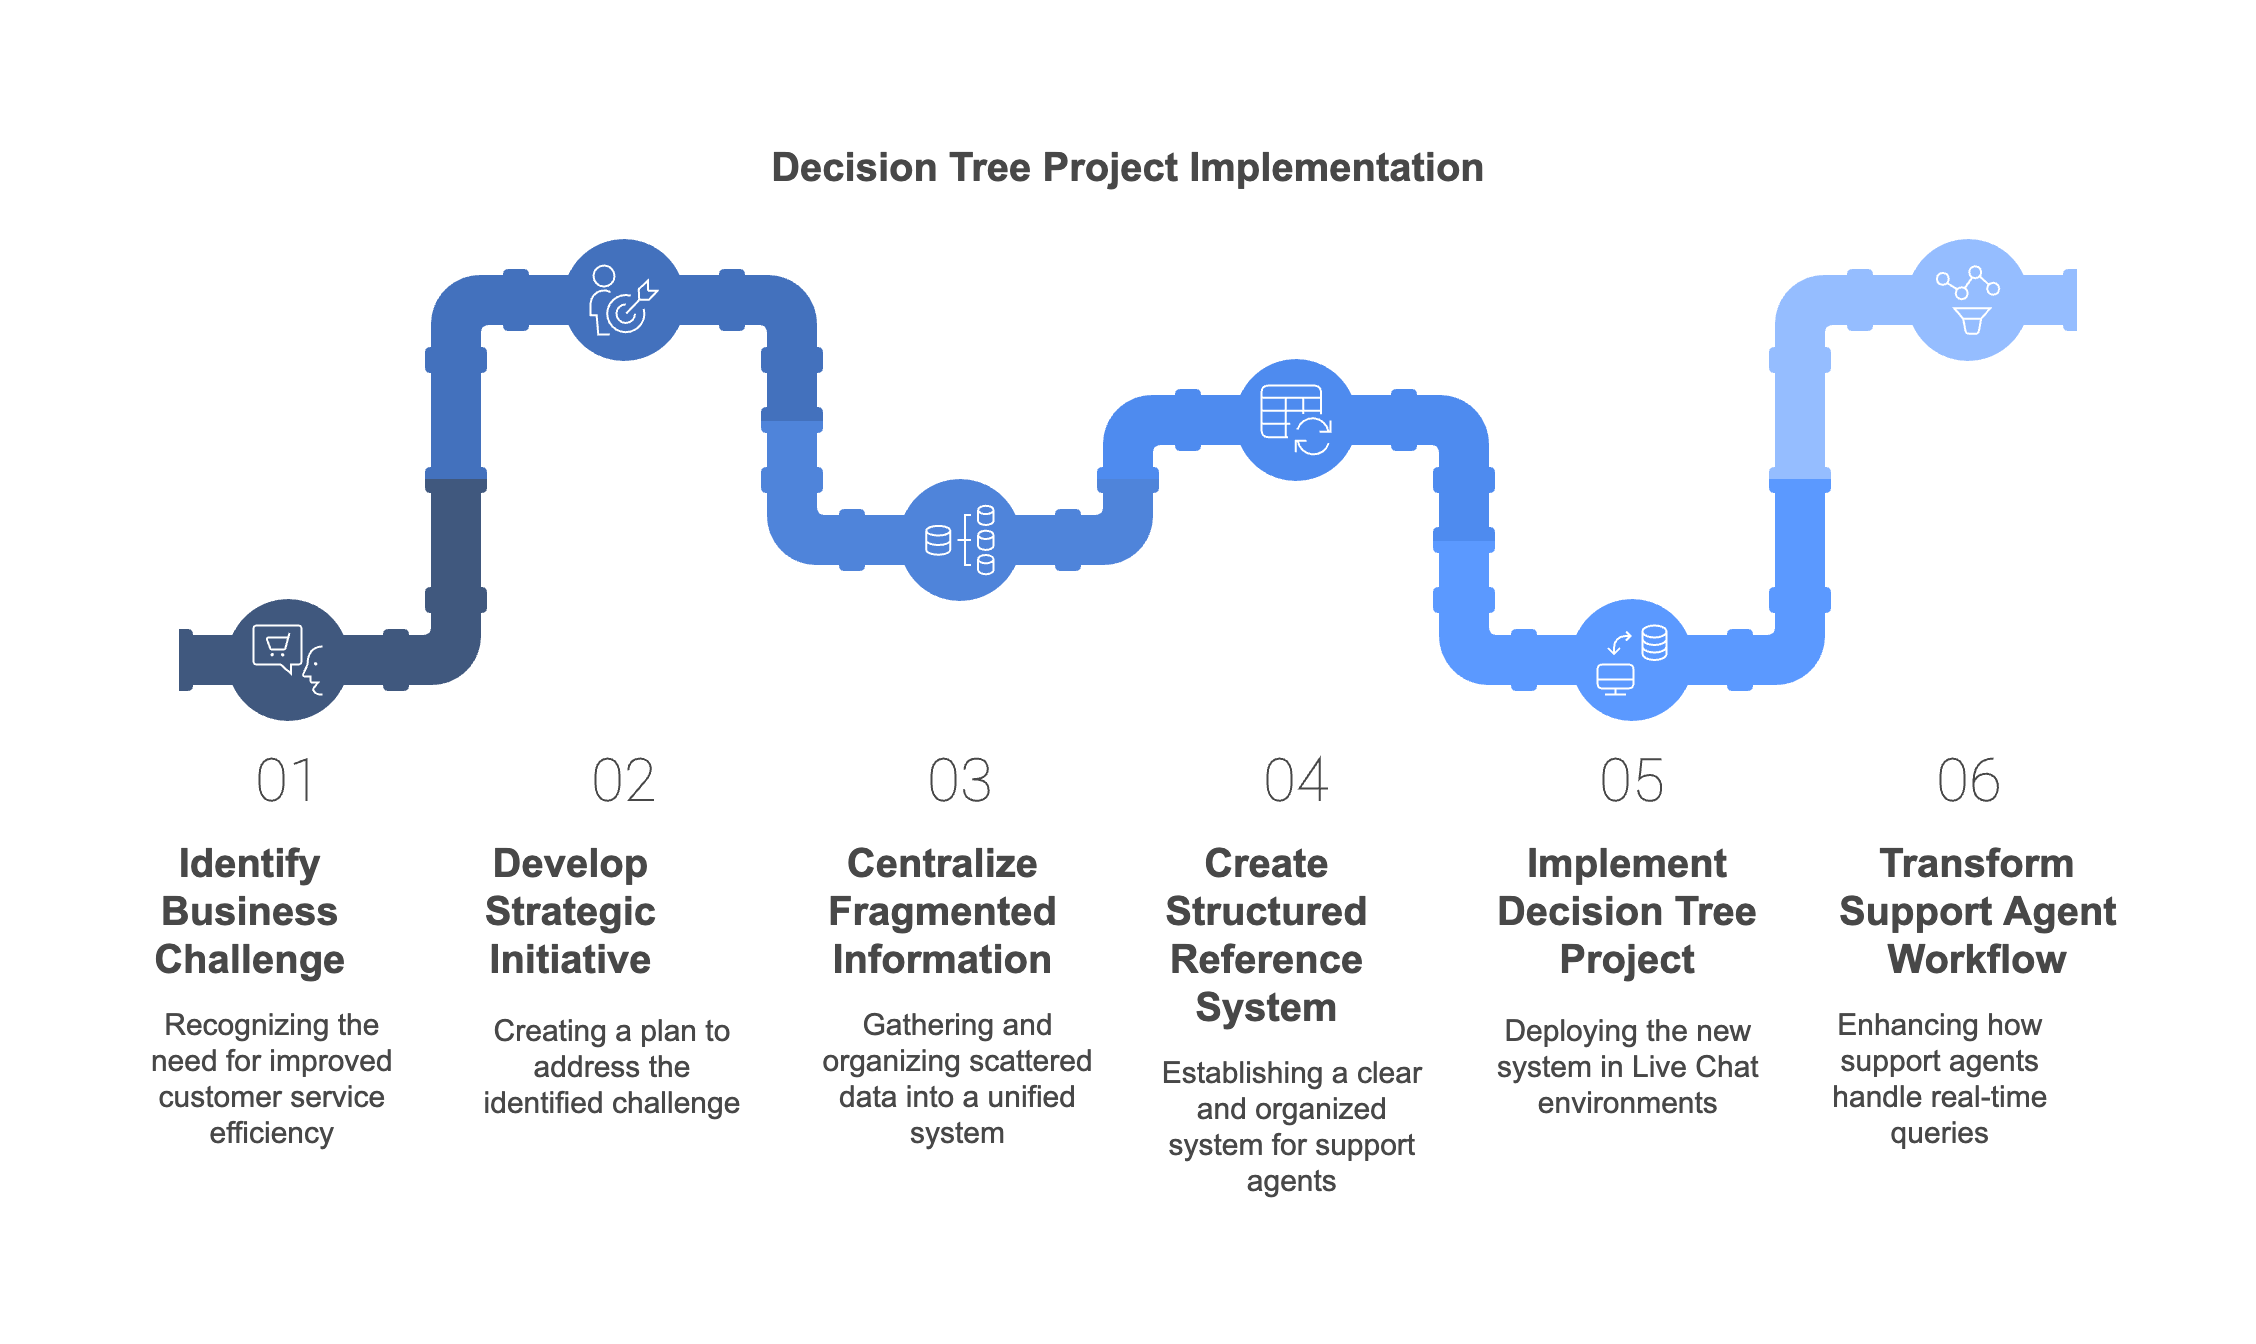 Decision Tree Project Implementation
01
Identify
Business
Challenge
Recognizing the
need for improved
customer service
efficiency
02
Develop
Strategic
Initiative
Creating a plan to
address the
identified challenge
03
Centralize
Fragmented
Information
Gathering and
organizing scattered
data into a unified
system
04
Create
Structured
Reference
System
Establishing a clear
and organized
system for support
agents
05
Implement
Decision Tree
Project
Deploying the new
system in Live Chat
environments
06
Transform
Support Agent
Workflow
Enhancing how
support agents
handle real-time
queries